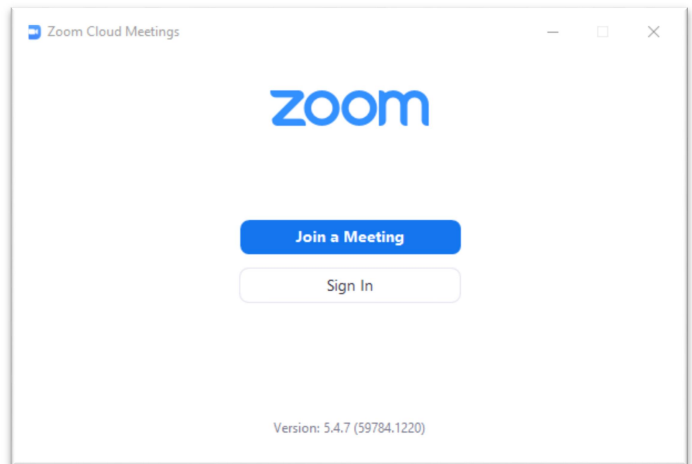 Zoom Cloud Meetings
zoom
Join a Meeting
Sign In
Version: 5.4.7 (59784.1220)